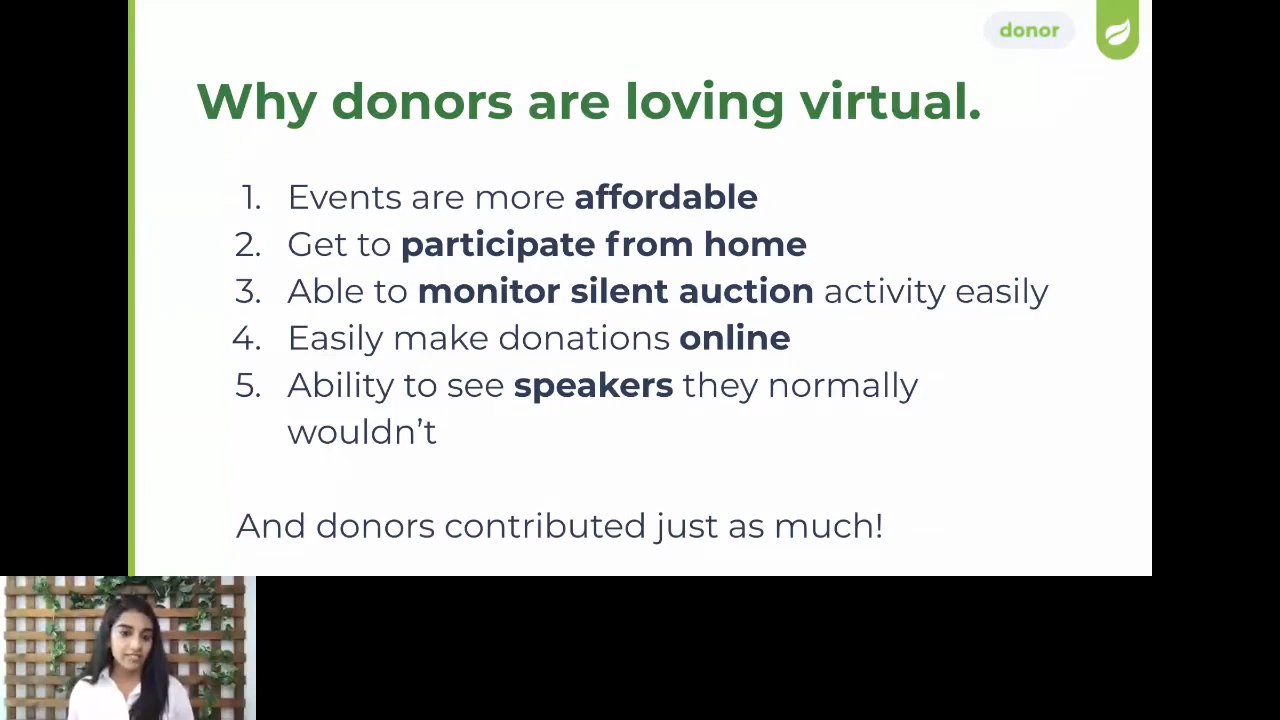 donor
Why donors are loving virtual.
1. Events are more affordable
2. Get to participate from home
3. Able to monitor silent auction activity easily
4. Easily make donations online
5. Ability to see speakers they normally
wouldn’t
And donors contributed just as much!